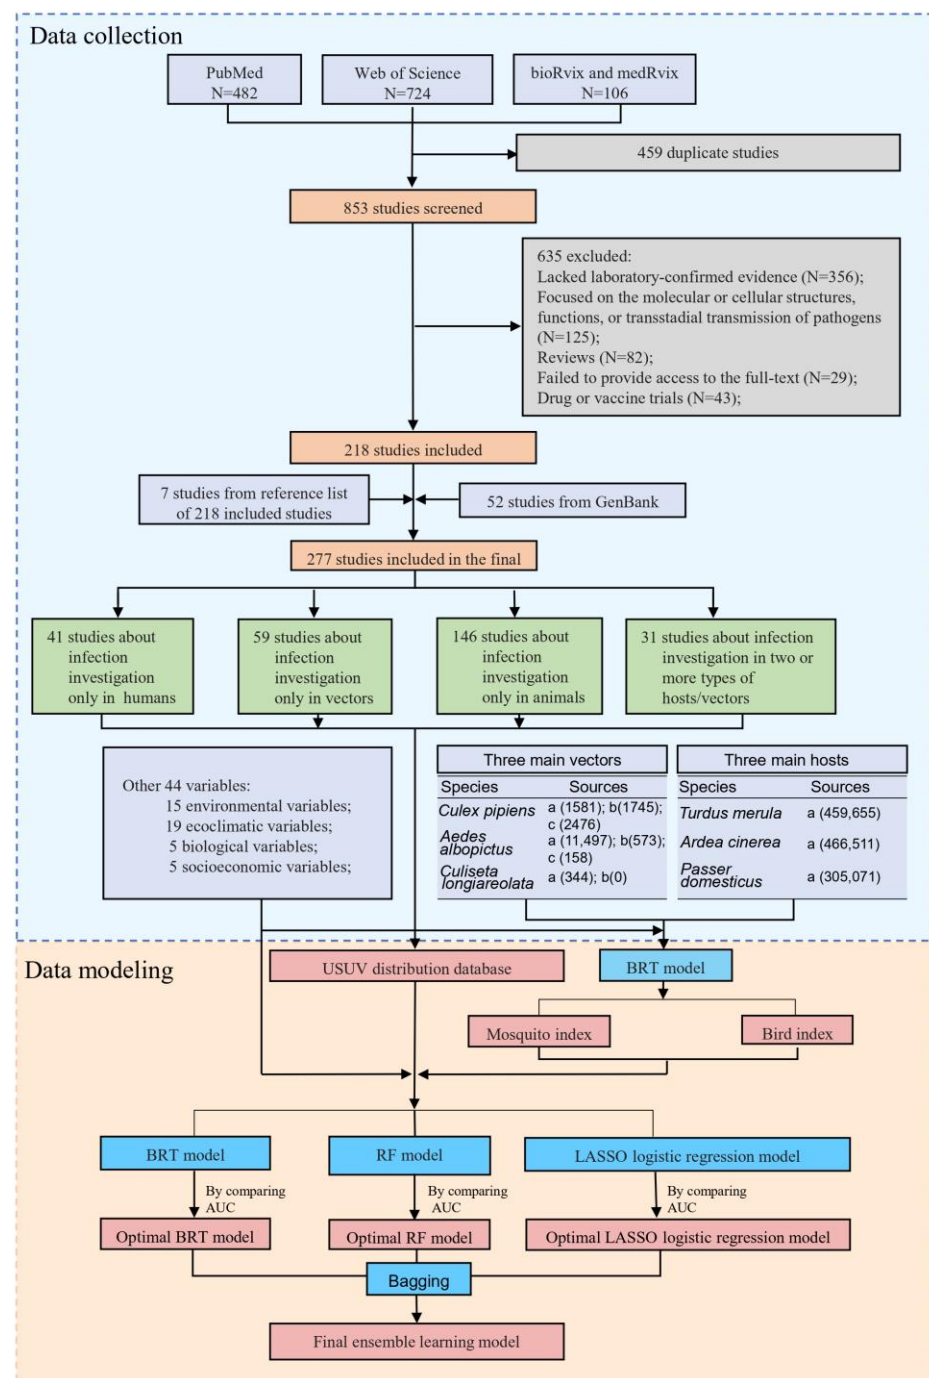 Data collection
PubMed
N=482
Web of Science
N=724
bioRvix and medRvix
N=106
459 duplicate studies
853 studies screened
635 excluded:
Lacked laboratory-confirmed evidence (N=356);
Focused on the molecular or cellular structures,
functions, or transstadial transmission of pathogens
(N=125);
Reviews (N=82);
Failed to provide access to the full-text (N=29);
Drug or vaccine trials (N=43);
218 studies included
7 studies from reference list
of 218 included studies
52 studies from GenBank
277 studies included in the final
41 studies about
infection
investigation
only in humans
59 studies about
infection
investigation
only in vectors
146 studies about
infection
investigation
only in animals
31 studies about infection
investigation in two or
more types of
hosts/vectors
Other 44 variables:
15 environmental variables;
19 ecoclimatic variables;
5 biological variables;
5 socioeconomic variables;
Three main vectors
Species Sources
Culex pipiens a (1581); b(1745);
c (2476)
Aedes
albopictus a (11,497); b(573);
c (158)
Culiseta
longiareolata a (344); b(0)
Three main hosts
Species Sources
Turdus merula a (459,655)
Ardea cinerea a (466,511)
Passer
domesticus a (305,071)
Data modeling
USUV distribution database
BRT model
Mosquito index
Bird index
BRT model
RF model
LASSO logistic regression model
By comparing
AUC
By comparing
AUC
By comparing
AUC
Optimal BRT model
Optimal RF model
Optimal LASSO logistic regression model
Bagging
Final ensemble learning model